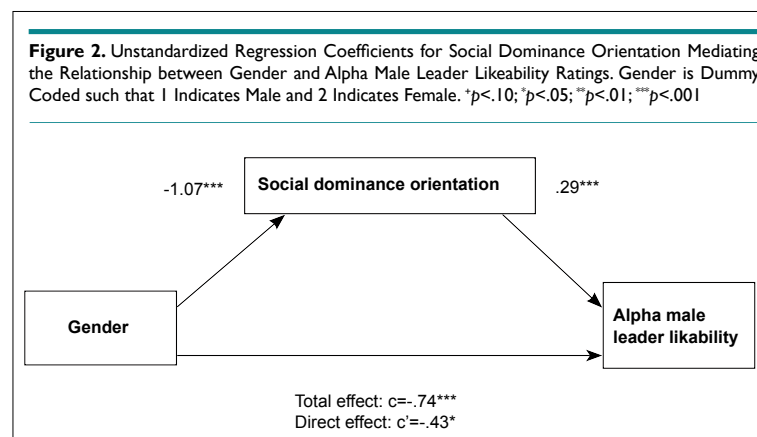 Figure 2. Unstandardized Regression Coefficients for Social Dominance Orientation Mediating
the Relationship between Gender and Alpha Male Leader Likeability Ratings. Gender is Dummy
Coded such that 1 Indicates Male and 2 Indicates Female. ⁺p<.10; *p<.05; **p<.01; ***p<.001
-1.07***
Social dominance orientation
.29***
Gender
Alpha male
leader likability
Total effect: c=-.74***
Direct effect: c'=-.43*